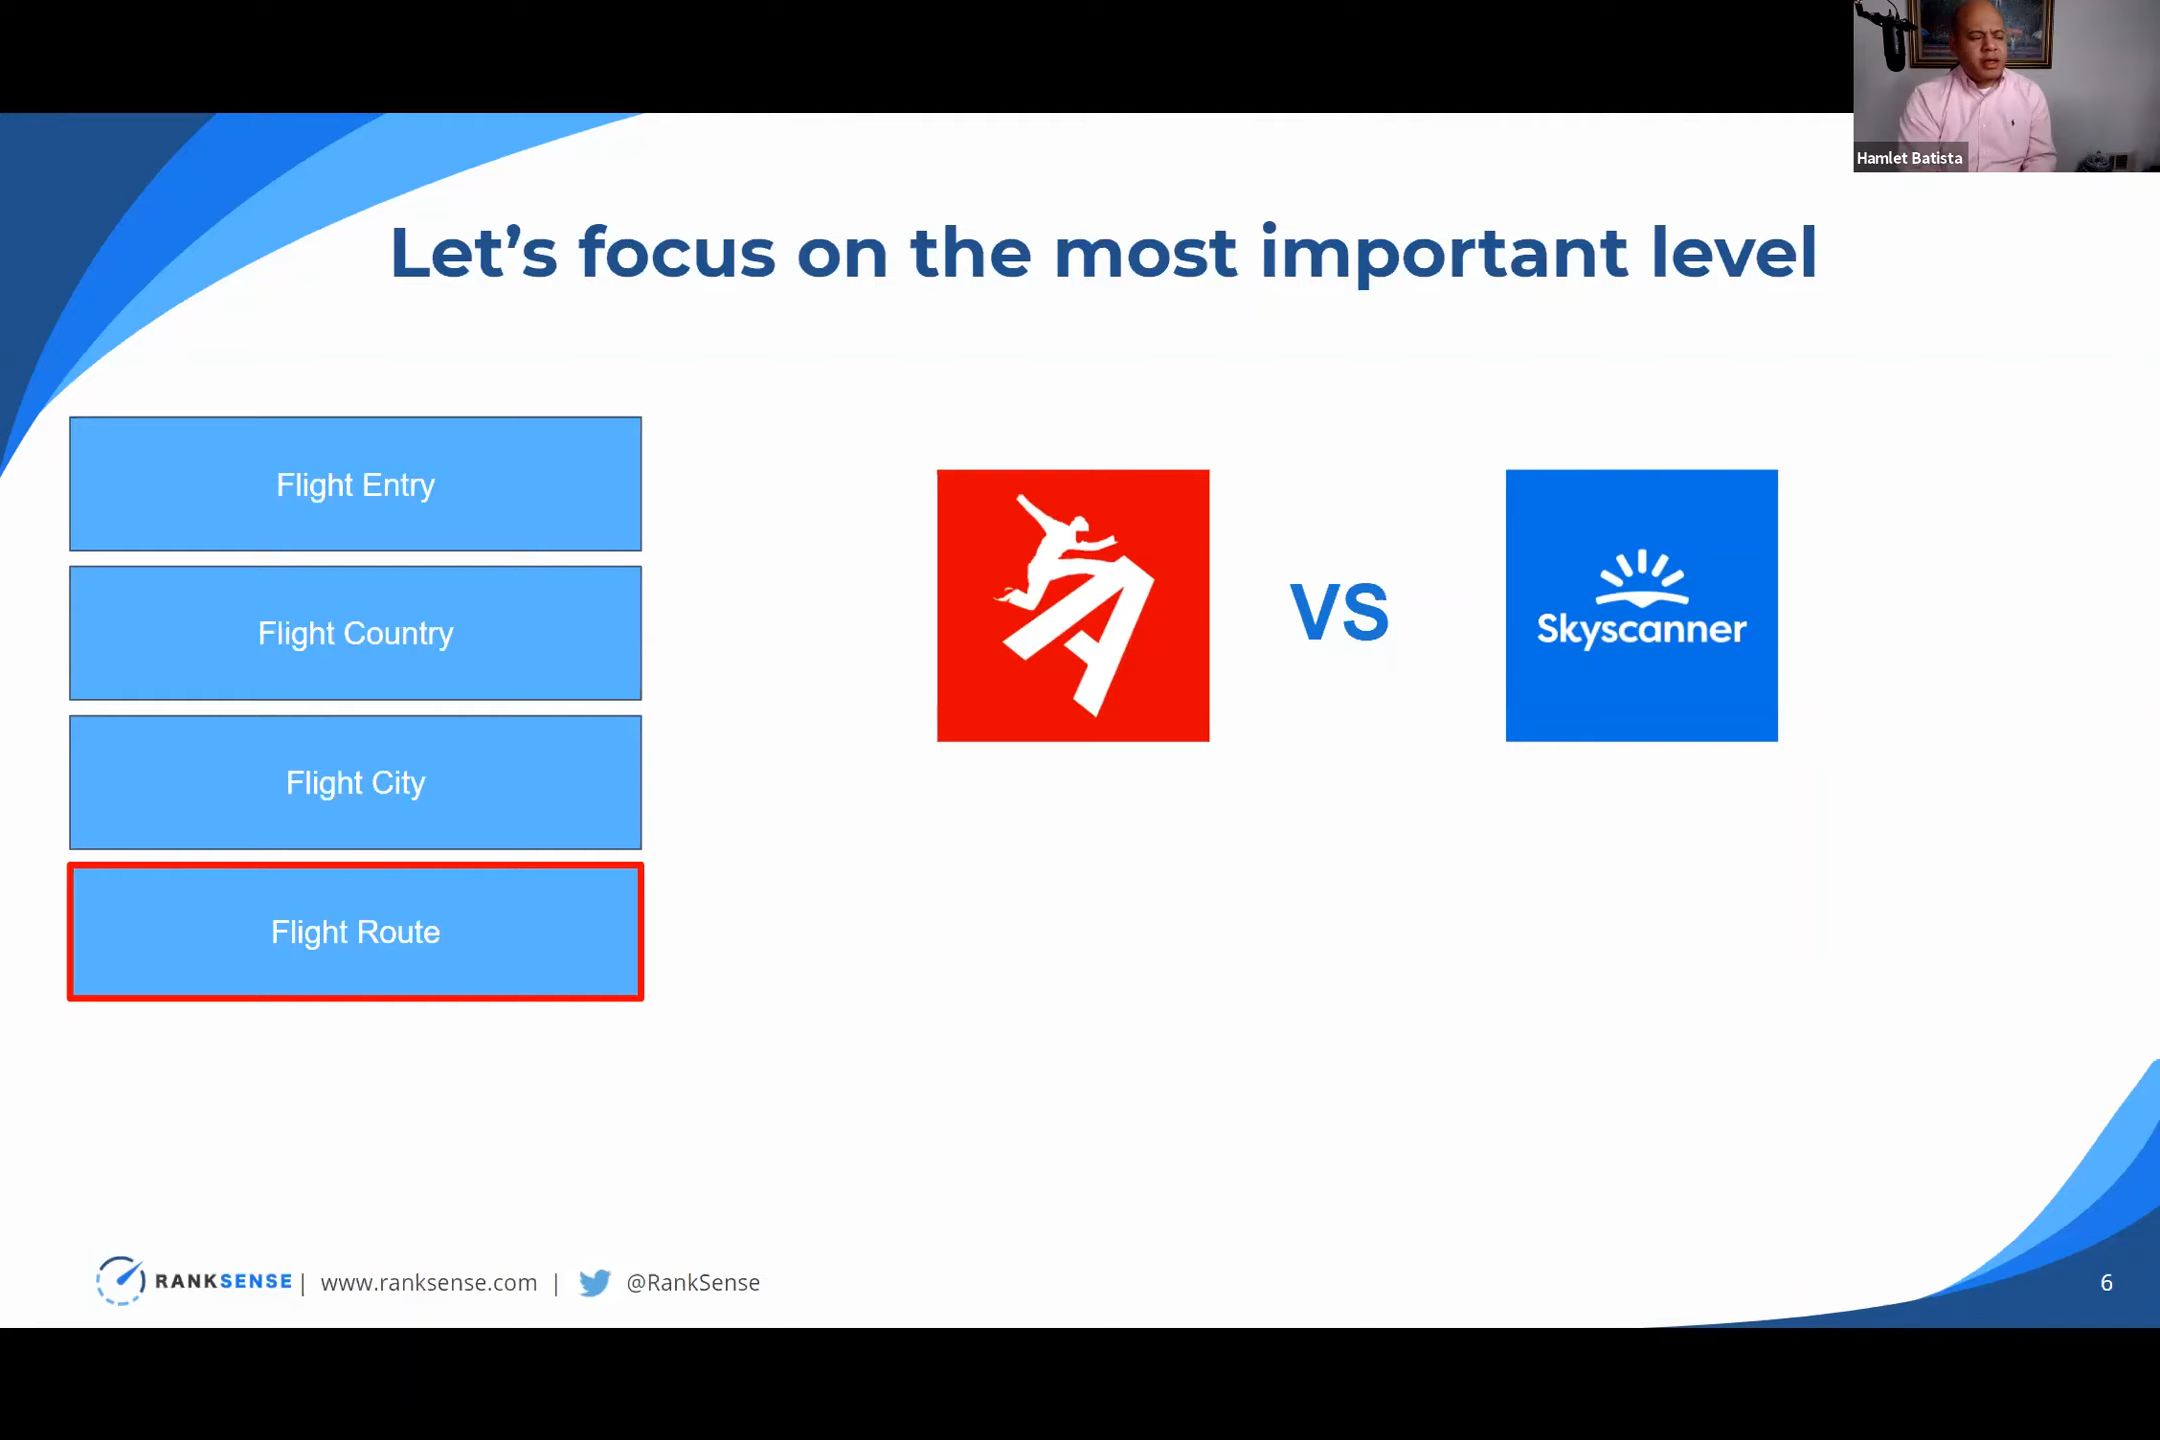 Hamlet Batista
Let’s focus on the most important level
Flight Entry
Flight Country
Flight City
Flight Route
A
VS
Skyscanner
RANKSENSE | www.ranksense.com | @RankSense
6